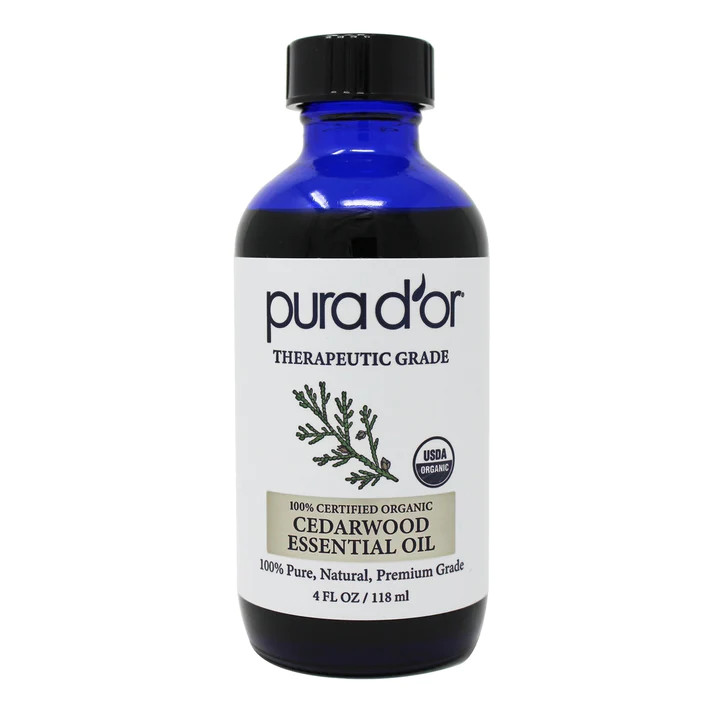 pura d'or®
THERAPEUTIC GRADE
USDA
ORGANIC
100% CERTIFIED ORGANIC
CEDARWOOD
ESSENTIAL OIL
100% Pure, Natural, Premium Grade
4 FL OZ / 118 ml